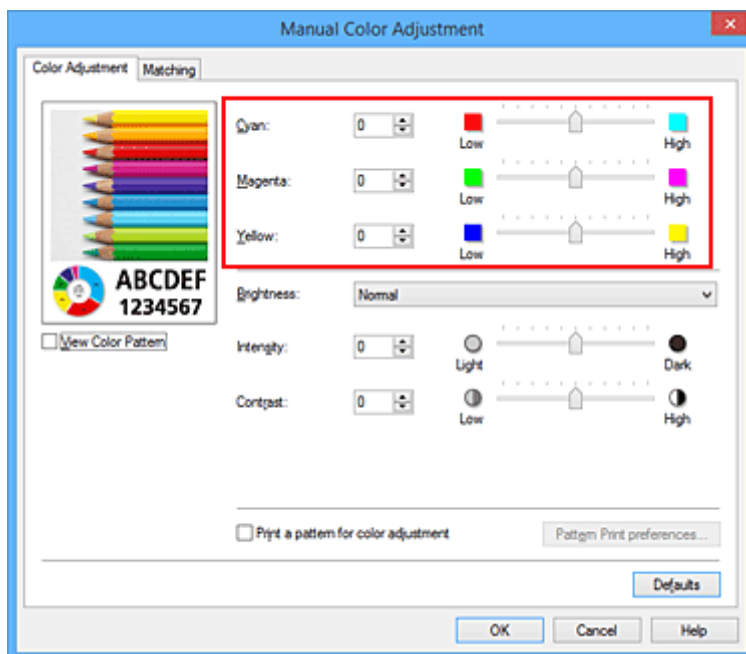 Manual Color Adjustment
x
Color Adjustment Matching
Cyan: 0 Low High
Magenta: 0 Low High
Yellow: 0 Low High
ABCDEF
1234567
View Color Pattern
Brightness: Normal
Intensity: 0 Light Dark
Contrast: 0 Low High
Print a pattern for color adjustment Pattern Print preferences...
Defaults
OK Cancel Help